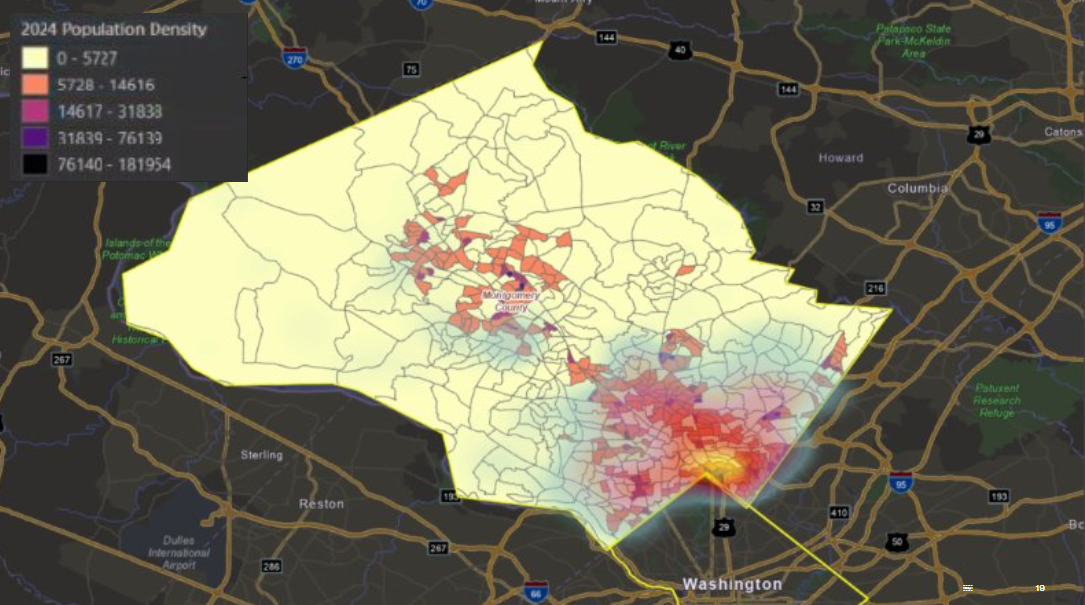 2024 Population Density
0 - 5727
5728 - 14616
14617 - 31838
31839 - 76139
76140 - 181954
70
144
40
270
75
Patapsco State
Park-McKeldin
Area
144
29
Catons
of River
Howard
Columbia
32
95
Islands of the
Potomac
216
Montgomery
County
Historical
267
Patuxent
Research
Refuge
Sterling
Reston
193
95
193
410
29
50
267
Dulles
International
Airport
286
66
Washington
19